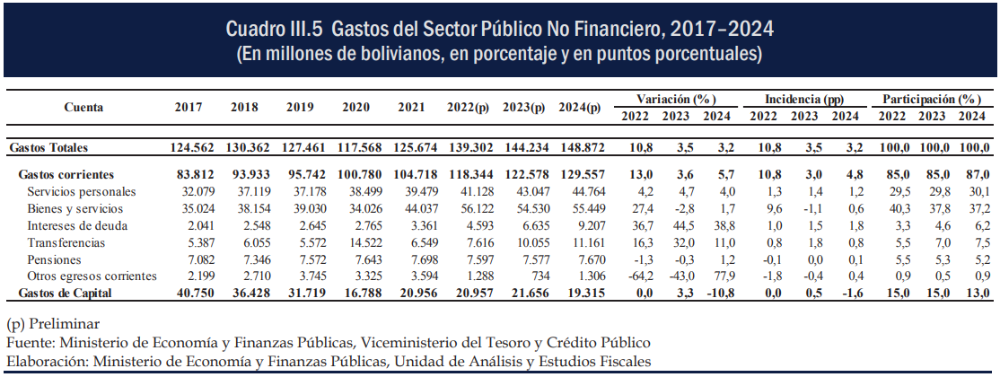 Cuadro III.5 Gastos del Sector Público No Financiero, 2017–2024
(En millones de bolivianos, en porcentaje y en puntos porcentuales)
Cuenta 2017 2018 2019 2020 2021 2022(p) 2023(p) 2024(p) Variación (% ) Incidencia (pp) Participación (% )
2022 2023 2024 2022 2023 2024 2022 2023 2024
Gastos Totales 124.562 130.362 127.461 117.568 125.674 139.302 144.234 148.872 10,8 3,5 3,2 10,8 3,5 3,2 100,0 100,0 100,0
Gastos corrientes 83.812 93.933 95.742 100.780 104.718 118.344 122.578 129.557 13,0 3,6 5,7 10,8 3,0 4,8 85,0 85,0 87,0
Servicios personales 32.079 37.119 37.178 38.499 39.479 41.128 43.047 44.764 4,2 4,7 4,0 1,3 1,4 1,2 29,5 29,8 30,1
Bienes y servicios 35.024 38.154 39.030 34.026 44.037 56.122 54.530 55.449 27,4 -2,8 1,7 9,6 -1,1 0,6 40,3 37,8 37,2
Intereses de deuda 2.041 2.548 2.645 2.765 3.361 4.593 6.635 9.207 36,7 44,5 38,8 1,0 1,5 1,8 3,3 4,6 6,2
Transferencias 5.387 6.055 5.572 14.522 6.549 7.616 10.055 11.161 16,3 32,0 11,0 0,8 1,8 0,8 5,5 7,0 7,5
Pensiones 7.082 7.346 7.572 7.643 7.698 7.597 7.577 7.670 -1,3 -0,3 1,2 -0,1 0,0 0,1 5,5 5,3 5,2
Otros egresos corrientes 2.199 2.710 3.745 3.325 3.594 1.288 734 1.306 -64,2 -43,0 77,9 -1,8 -0,4 0,4 0,9 0,5 0,9
Gastos de Capital 40.750 36.428 31.719 16.788 20.956 20.957 21.656 19.315 0,0 3,3 -10,8 0,0 0,5 -1,6 15,0 15,0 13,0
(p) Preliminar
Fuente: Ministerio de Economía y Finanzas Públicas, Viceministerio del Tesoro y Crédito Público
Elaboración: Ministerio de Economía y Finanzas Públicas, Unidad de Análisis y Estudios Fiscales